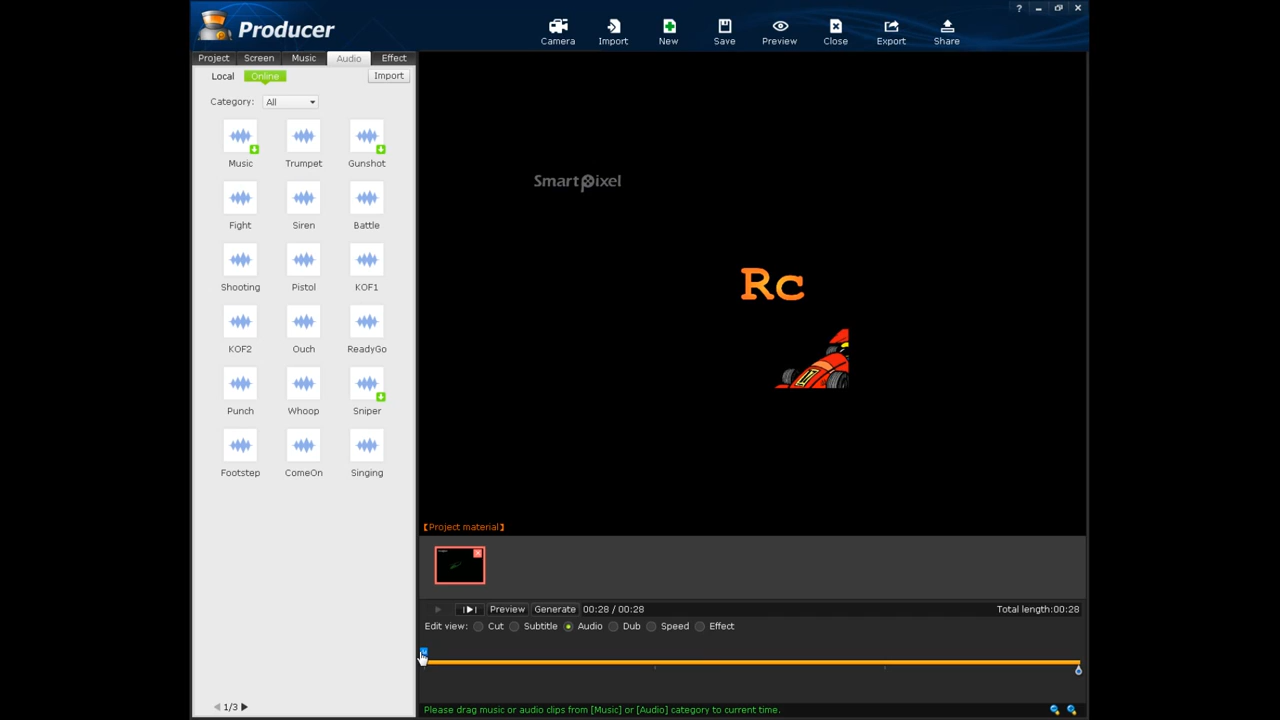 Producer
Camera Import New Save Preview Close Export Share
Project Screen Music Audio Effect
Local Online Import
Category: All
Music Trumpet Gunshot
Fight Siren Battle
Shooting Pistol KOF1
KOF2 Ouch ReadyGo
Punch Whoop Sniper
Footstep ComeOn Singing
1/3
SmartPixel
Rc
【Project material】
Preview Generate 00:28 / 00:28 Total length:00:28
Edit view: Cut Subtitle Audio Dub Speed Effect
Please drag music or audio clips from [Music] or [Audio] category to current time.